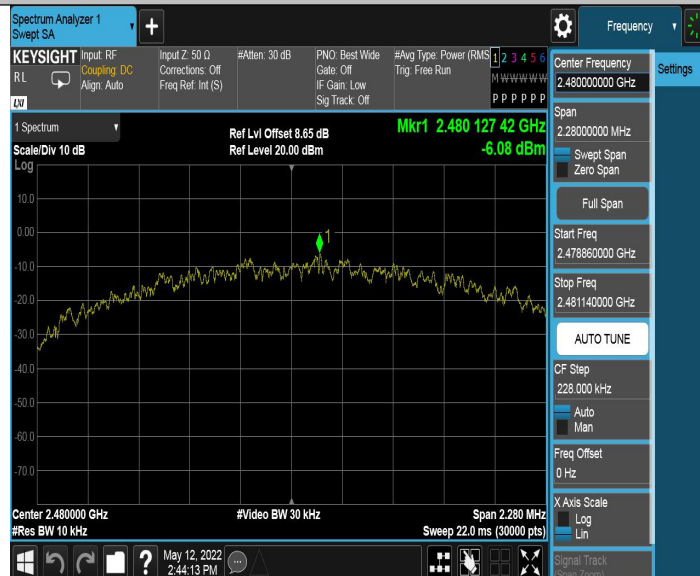 Spectrum Analyzer 1
Swept SA
Frequency
KEYSIGHT
RL
LXI
Input: RF
Coupling: DC
Align: Auto
Input Z: 50 Ω
Corrections: Off
Freq Ref: Int (S)
#Atten: 30 dB
PNO: Best Wide
Gate: Off
IF Gain: Low
Sig Track: Off
#Avg Type: Power (RMS
Trig: Free Run
1 2 3 4 5 6
M W W W W W
P P P P P P
Center Frequency
2.480000000 GHz
Settings
Span
2.28000000 MHz
Swept Span
Zero Span
Full Span
Start Freq
2.478860000 GHz
Stop Freq
2.481140000 GHz
AUTO TUNE
CF Step
228.000 kHz
Auto
Man
Freq Offset
0 Hz
X Axis Scale
Log
Lin
Signal Track
(Span Zoom)
1 Spectrum
Scale/Div 10 dB
Log
Ref Lvl Offset 8.65 dB
Ref Level 20.00 dBm
Mkr1 2.480 127 42 GHz
-6.08 dBm
1
10.0
0.00
-10.0
-20.0
-30.0
-40.0
-50.0
-60.0
-70.0
Center 2.480000 GHz
#Res BW 10 kHz
#Video BW 30 kHz
Span 2.280 MHz
Sweep 22.0 ms (30000 pts)
?
May 12, 2022
2:44:13 PM